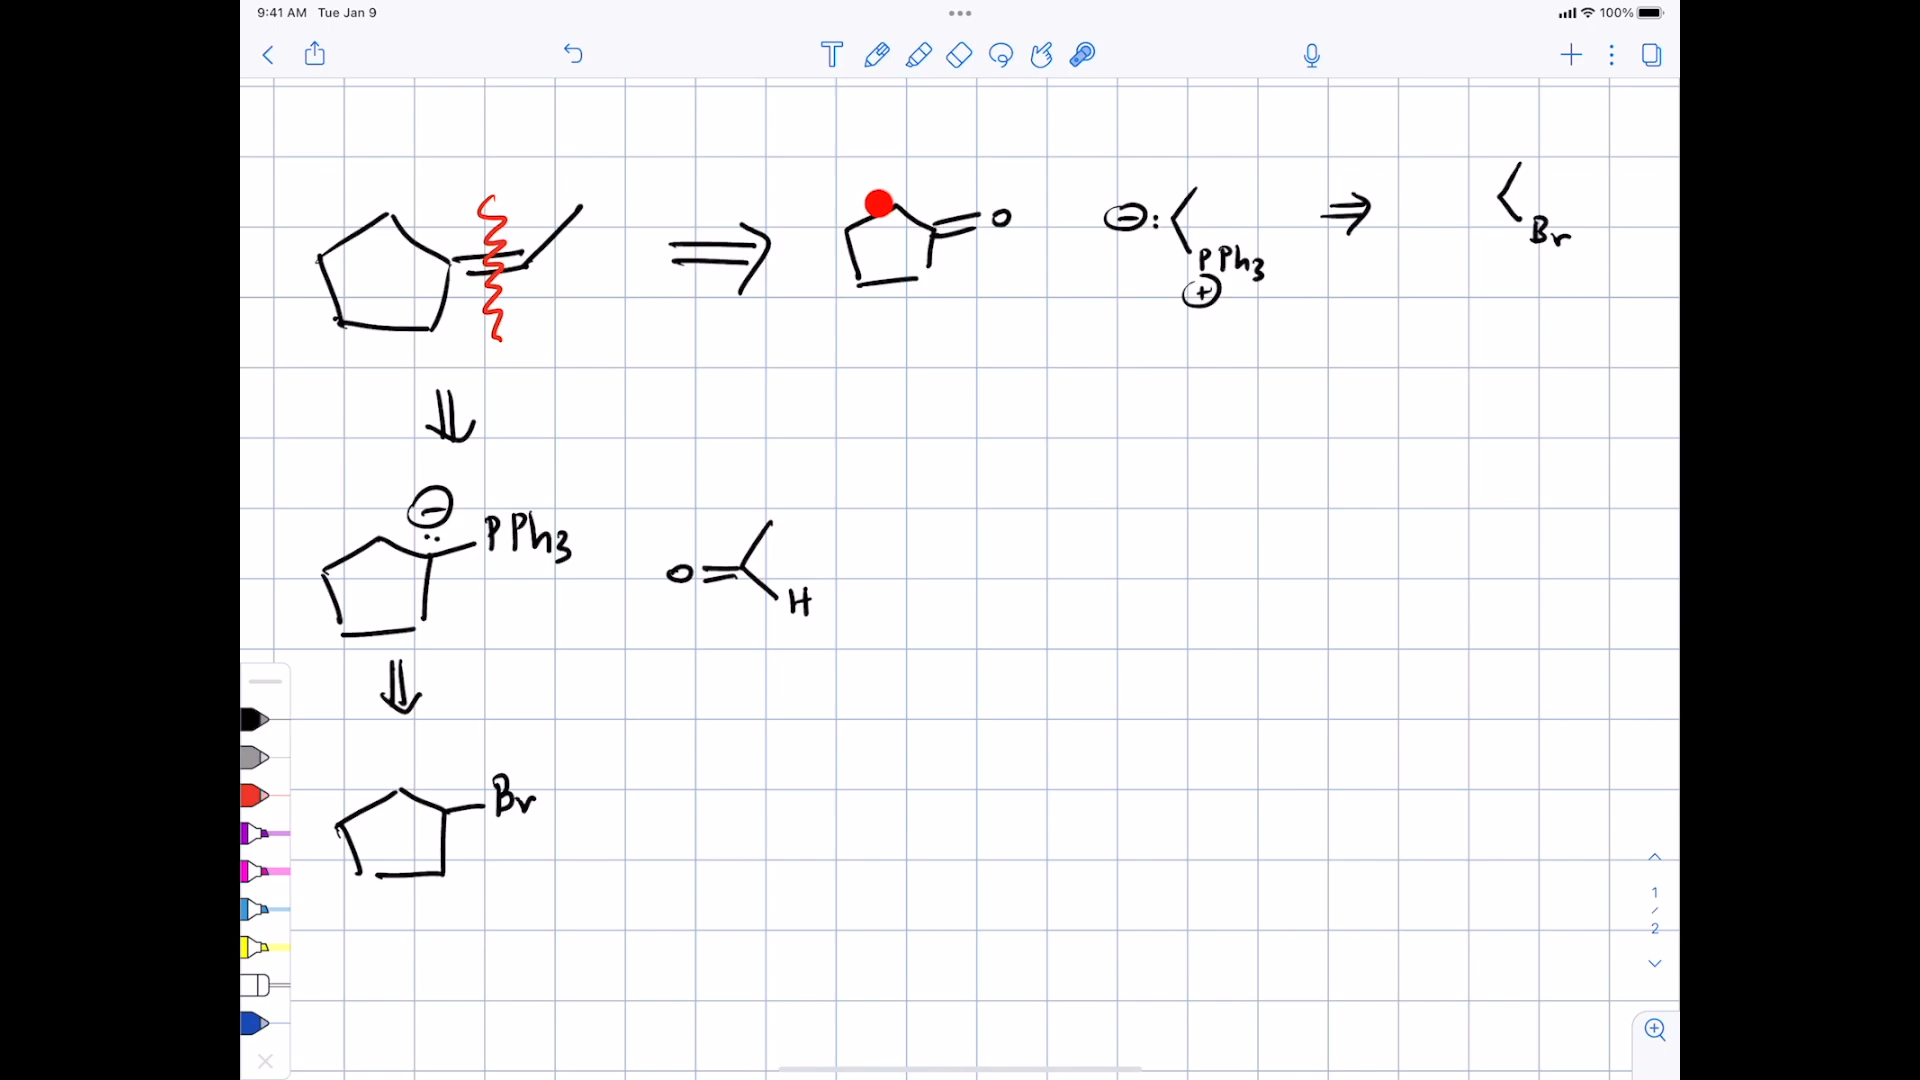 9:41 AM Tue Jan 9
100%
T
O
⊖:
PPh3
⊕
Br
⊖
PPh3
O
H
Br
1
/
2